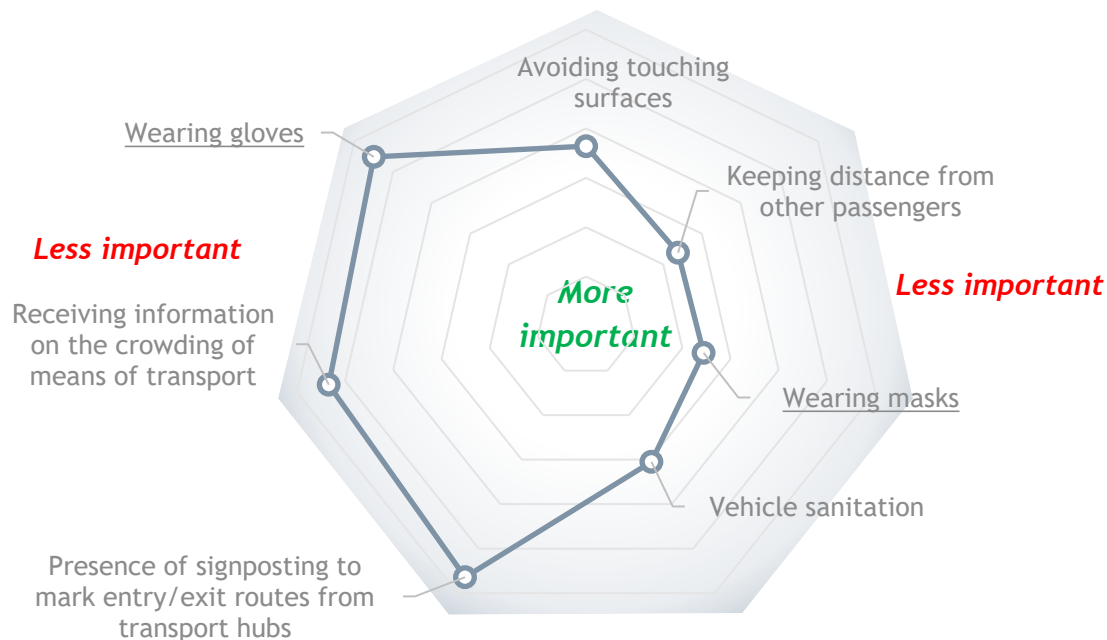 Avoiding touching
surfaces
Wearing gloves
Keeping distance from
other passengers
Less important
More
important
Less important
Receiving information
on the crowding of
means of transport
Wearing masks
Vehicle sanitation
Presence of signposting to
mark entry/exit routes from
transport hubs